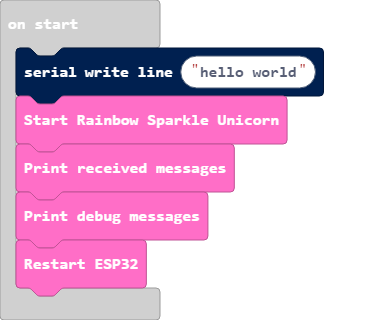 on start
serial write line "hello world"
Start Rainbow Sparkle Unicorn
Print received messages
Print debug messages
Restart ESP32